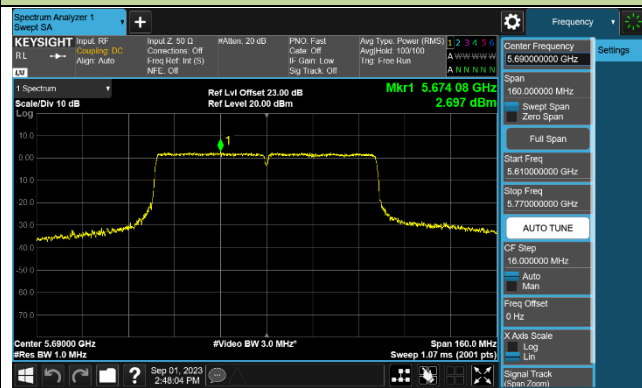 Spectrum Analyzer 1
Swept SA
Frequency
KEYSIGHT
RL
LXI
Input: RF
Coupling: DC
Align: Auto
Input Z: 50 Ω
Corrections: Off
Freq Ref: Int (S)
NFE: Off
#Atten: 20 dB
PNO: Fast
Gate: Off
IF Gain: Low
Sig Track: Off
Avg Type: Power (RMS)
Avg|Hold: 100/100
Trig: Free Run
1 2 3 4 5 6
A W W W W W
A N N N N N
1 Spectrum
Scale/Div 10 dB
Log
Ref Lvl Offset 23.00 dB
Ref Level 20.00 dBm
Mkr1 5.674 08 GHz
2.697 dBm
1
10.0
0.00
-10.0
-20.0
-30.0
-40.0
-50.0
-60.0
-70.0
Center 5.69000 GHz
#Res BW 1.0 MHz
#Video BW 3.0 MHz*
Span 160.0 MHz
Sweep 1.07 ms (2001 pts)
Center Frequency
5.690000000 GHz
Settings
Span
160.000000 MHz
Swept Span
Zero Span
Full Span
Start Freq
5.610000000 GHz
Stop Freq
5.770000000 GHz
AUTO TUNE
CF Step
16.000000 MHz
Auto
Man
Freq Offset
0 Hz
X Axis Scale
Log
Lin
Signal Track
(Span Zoom)
Sep 01, 2023
2:48:04 PM